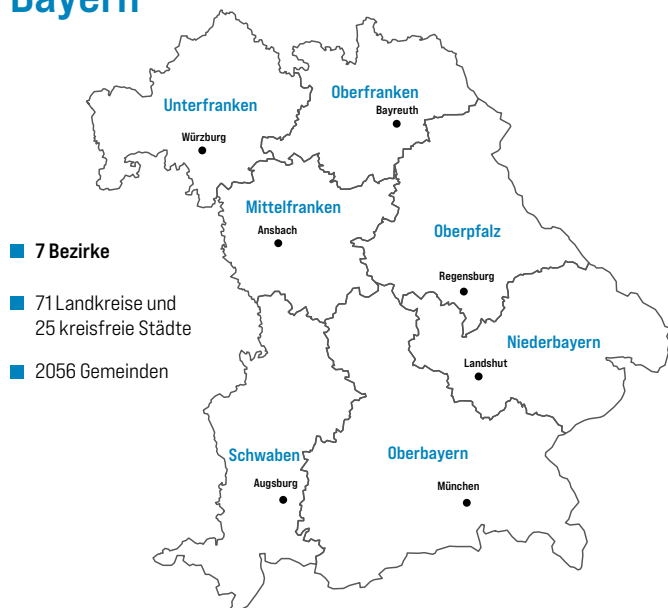 Bayern
Unterfranken
Würzburg
Oberfranken
Bayreuth
Mittelfranken
Ansbach
Oberpfalz
Regensburg
7 Bezirke
71 Landkreise und
25 kreisfreie Städte
2056 Gemeinden
Niederbayern
Landshut
Schwaben
Augsburg
Oberbayern
München